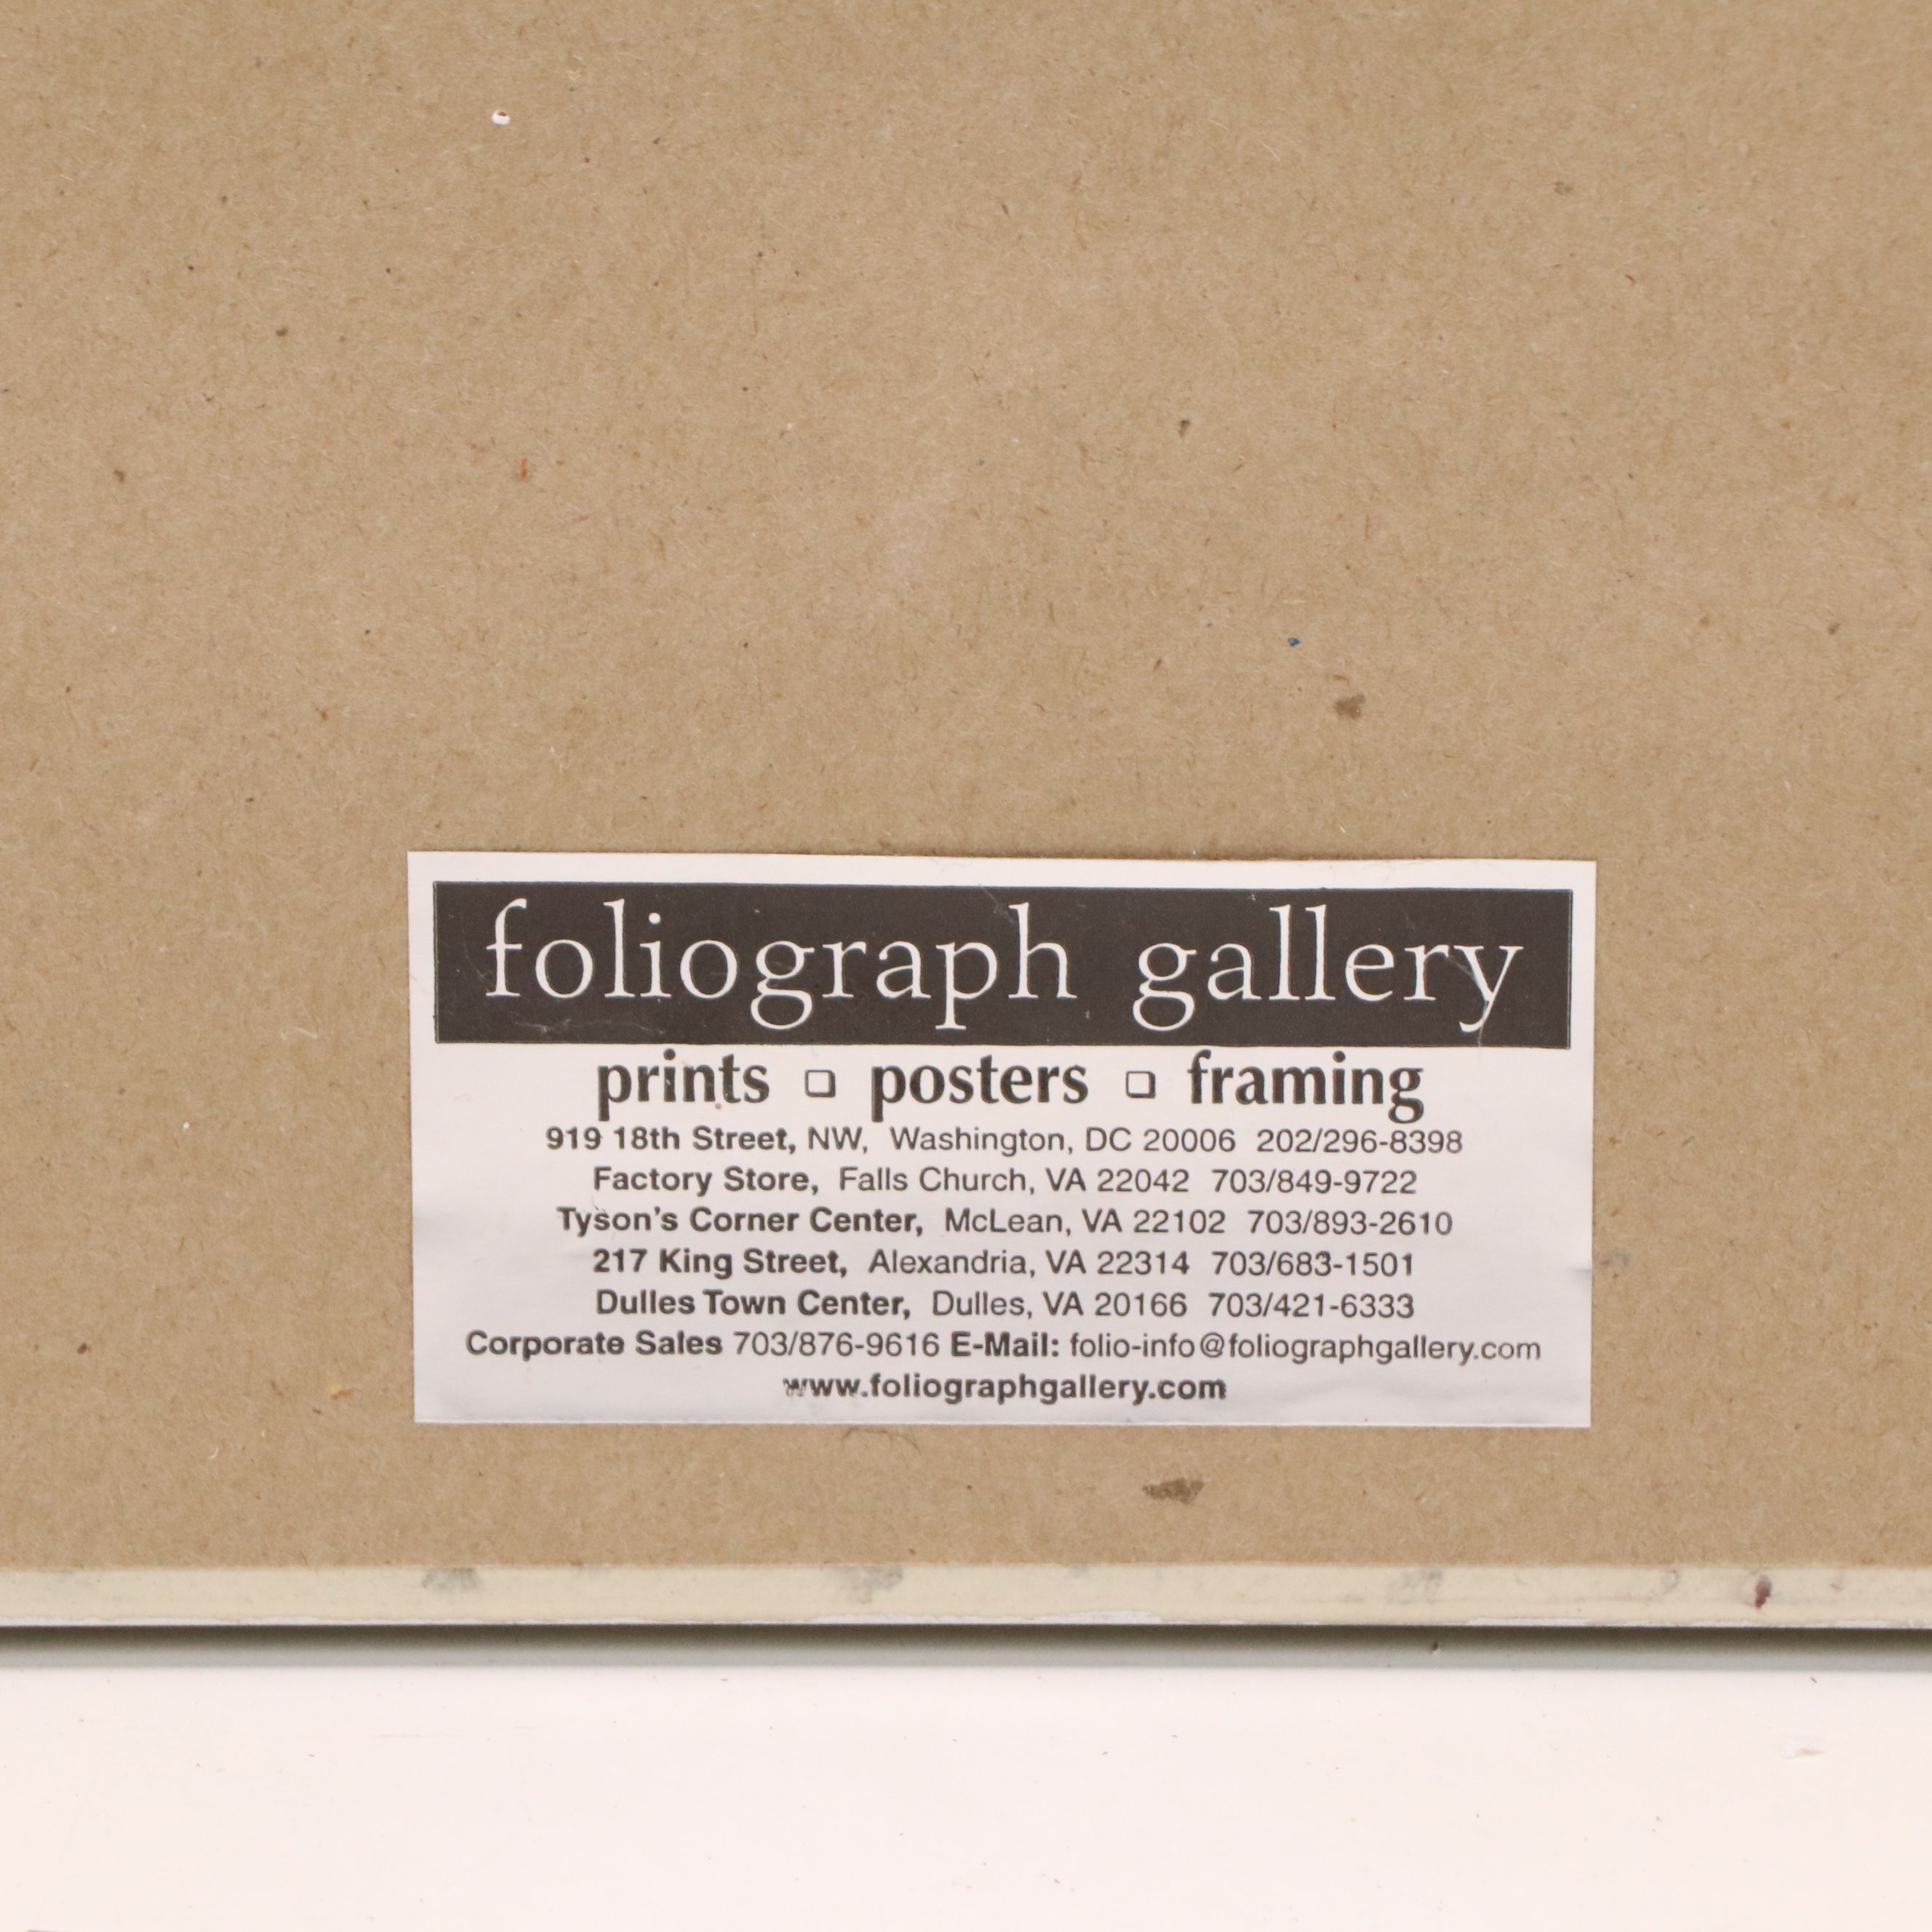 foliograph gallery
prints □ posters □ framing
919 18th Street, NW, Washington, DC 20006 202/296-8398
Factory Store, Falls Church, VA 22042 703/849-9722
Tyson's Corner Center, McLean, VA 22102 703/893-2610
217 King Street, Alexandria, VA 22314 703/683-1501
Dulles Town Center, Dulles, VA 20166 703/421-6333
Corporate Sales 703/876-9616 E-Mail: folio-info@foliographgallery.com
www.foliographgallery.com